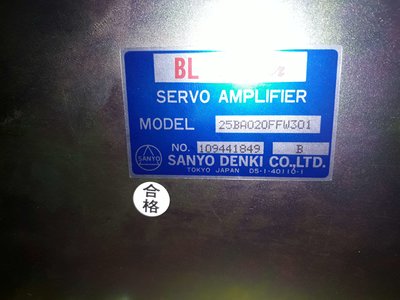 BL
SERVO AMPLIFIER
MODEL 25BA020FFW301
NO. 109441849 B
SANYO SANYO DENKI CO.,LTD.
TOKYO JAPAN DS-1-40110-1
合格